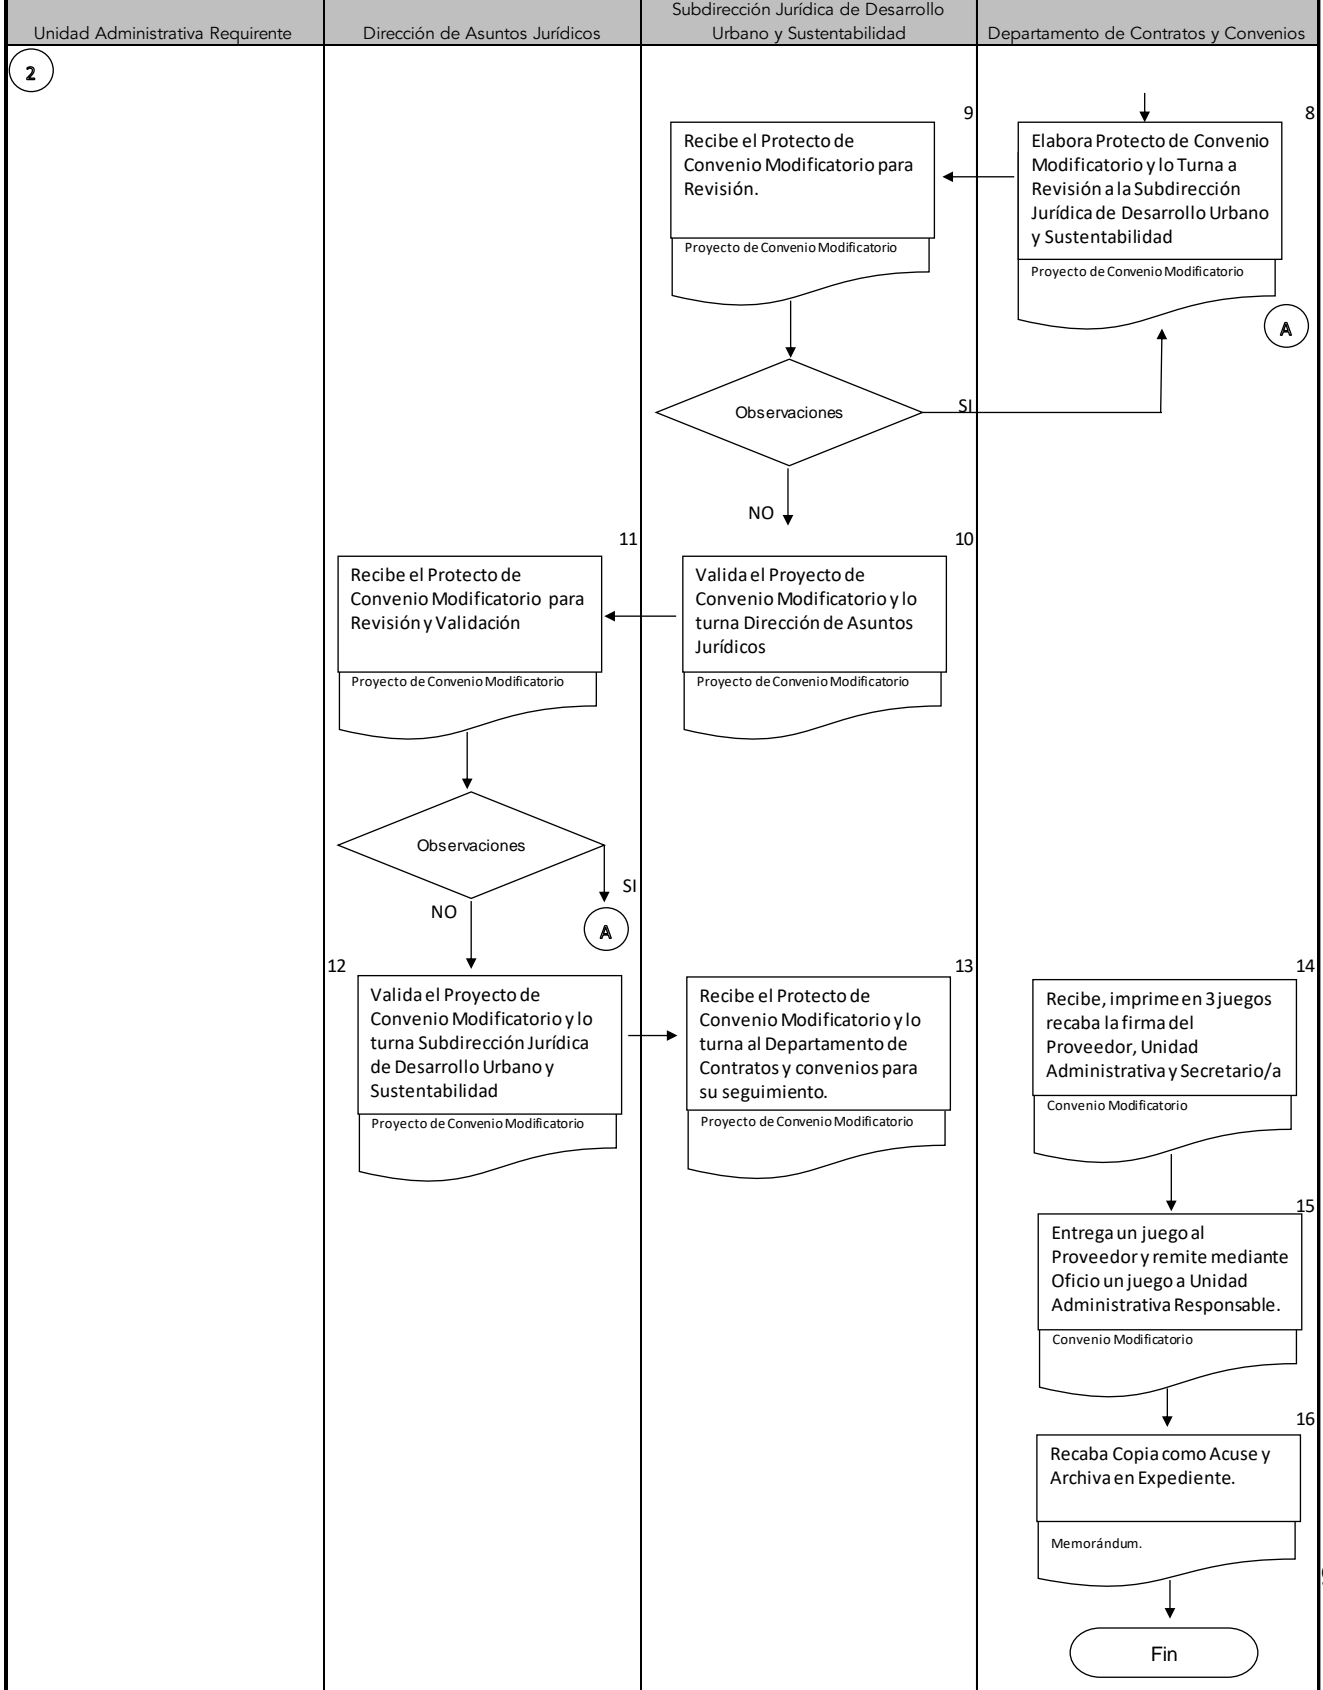 Unidad Administrativa Requirente
Dirección de Asuntos Jurídicos
Subdirección Jurídica de Desarrollo
Urbano y Sustentabilidad
Departamento de Contratos y Convenios
2
8
Elabora Protecto de Convenio
Modificatorio y lo Turna a
Revisión a la Subdirección
Jurídica de Desarrollo Urbano
y Sustentabilidad
Proyecto de Convenio Modificatorio
A
9
Recibe el Protecto de
Convenio Modificatorio para
Revisión.
Proyecto de Convenio Modificatorio
Observaciones
SI
NO
10
Valida el Proyecto de
Convenio Modificatorio y lo
turna Dirección de Asuntos
Jurídicos
Proyecto de Convenio Modificatorio
11
Recibe el Protecto de
Convenio Modificatorio para
Revisión y Validación
Proyecto de Convenio Modificatorio
Observaciones
SI
A
NO
12
Valida el Proyecto de
Convenio Modificatorio y lo
turna Subdirección Jurídica
de Desarrollo Urbano y
Sustentabilidad
Proyecto de Convenio Modificatorio
13
Recibe el Protecto de
Convenio Modificatorio y lo
turna al Departamento de
Contratos y convenios para
su seguimiento.
Proyecto de Convenio Modificatorio
14
Recibe, imprime en 3 juegos
recaba la firma del
Proveedor, Unidad
Administrativa y Secretario/a
Convenio Modificatorio
15
Entrega un juego al
Proveedor y remite mediante
Oficio un juego a Unidad
Administrativa Responsable.
Convenio Modificatorio
16
Recaba Copia como Acuse y
Archiva en Expediente.
Memorándum.
Fin